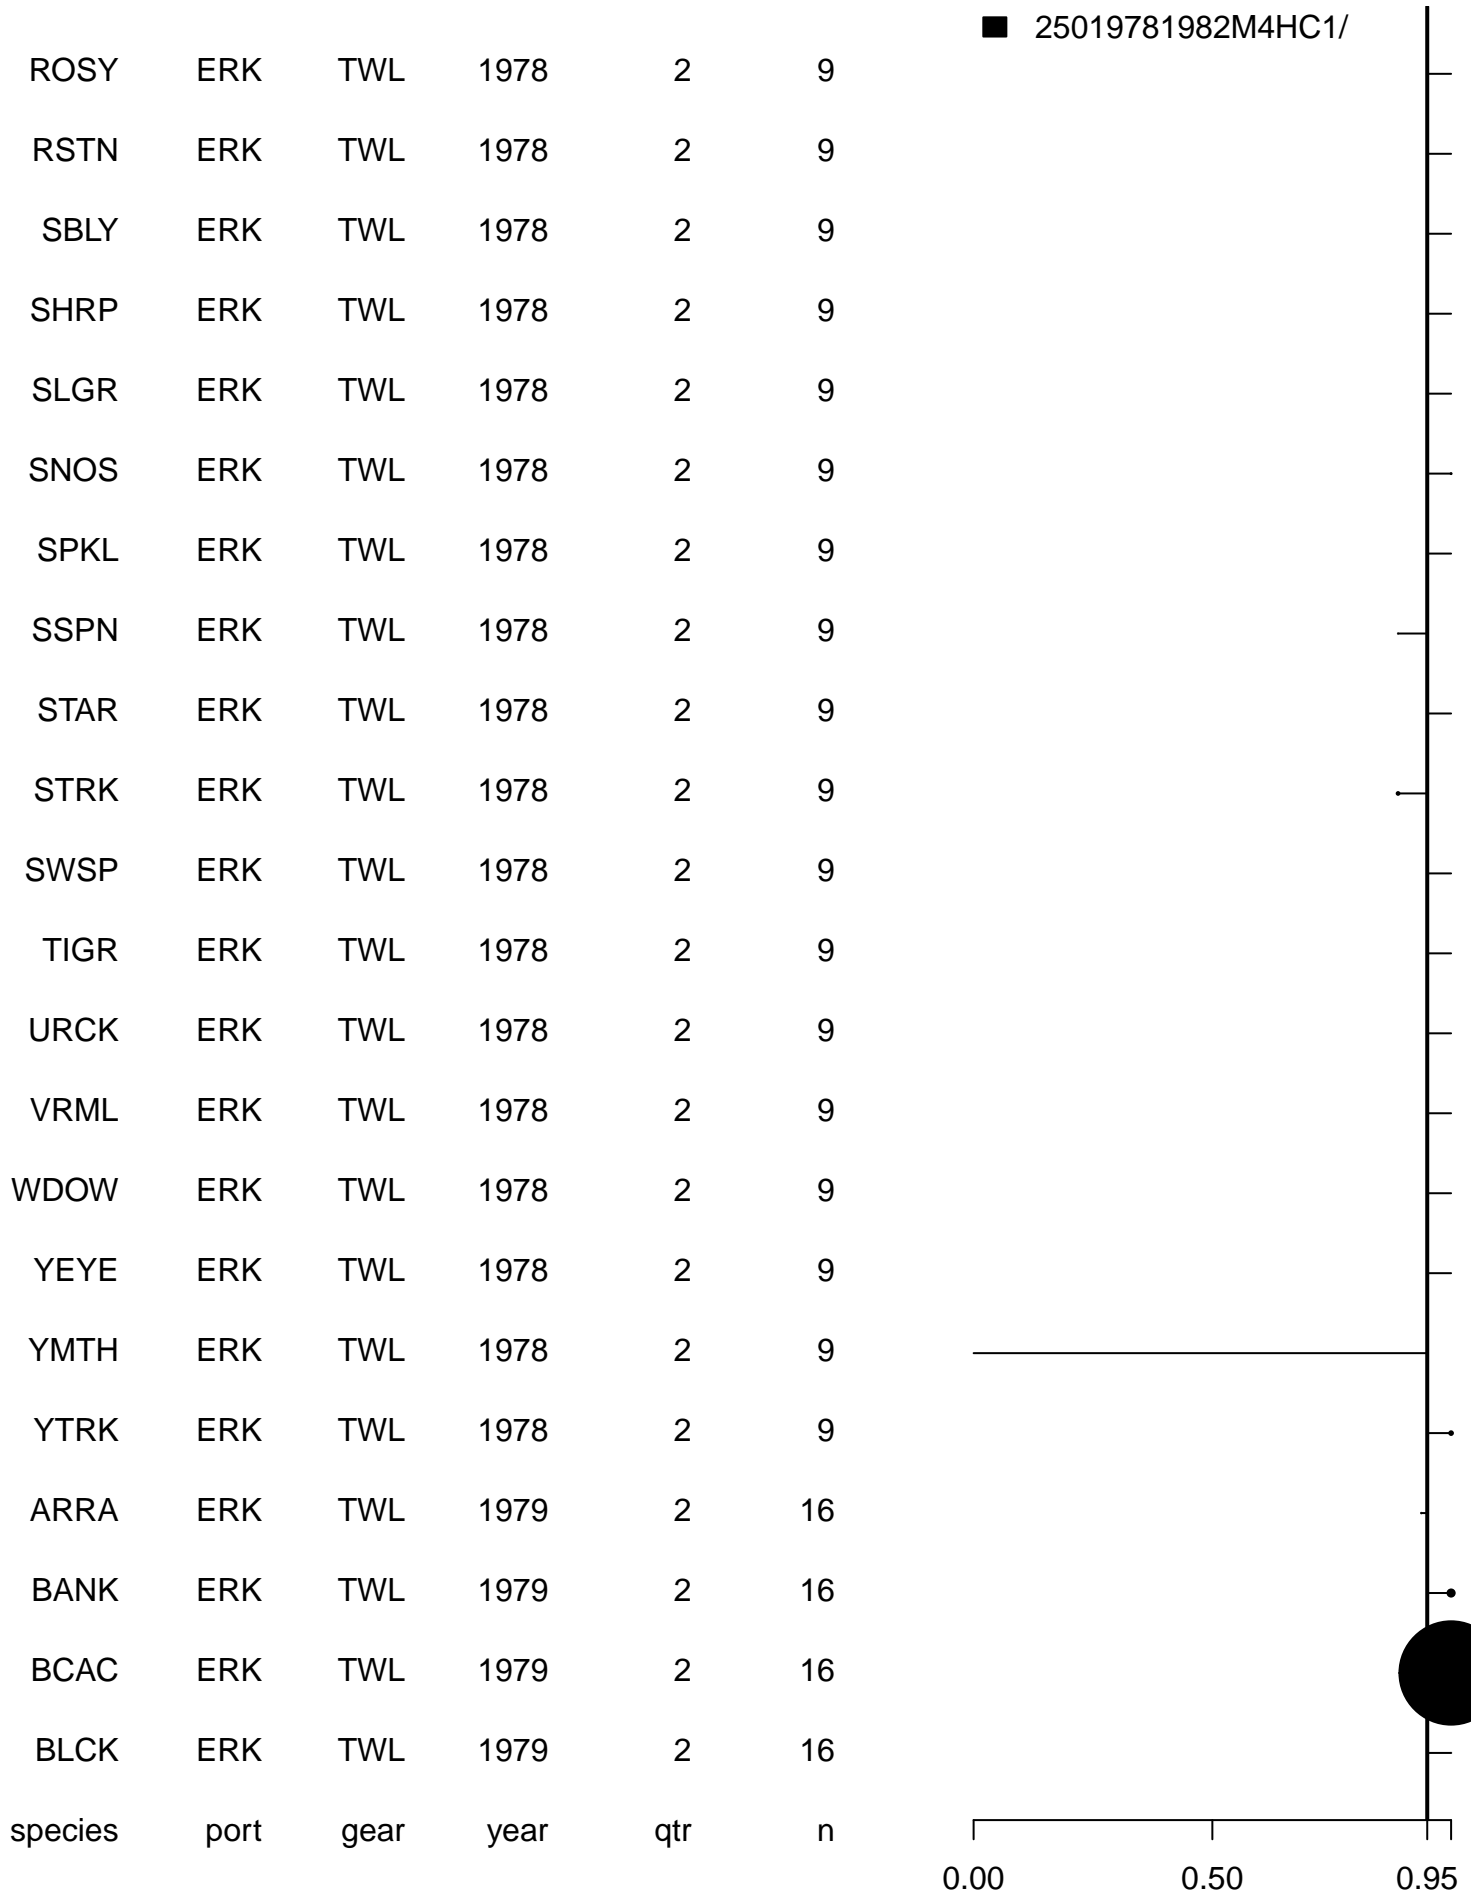 25019781982M4HC1/
ROSY ERK TWL 1978 2 9
RSTN ERK TWL 1978 2 9
SBLY ERK TWL 1978 2 9
SHRP ERK TWL 1978 2 9
SLGR ERK TWL 1978 2 9
SNOS ERK TWL 1978 2 9
SPKL ERK TWL 1978 2 9
SSPN ERK TWL 1978 2 9
STAR ERK TWL 1978 2 9
STRK ERK TWL 1978 2 9
SWSP ERK TWL 1978 2 9
TIGR ERK TWL 1978 2 9
URCK ERK TWL 1978 2 9
VRML ERK TWL 1978 2 9
WDOW ERK TWL 1978 2 9
YEYE ERK TWL 1978 2 9
YMTH ERK TWL 1978 2 9
YTRK ERK TWL 1978 2 9
ARRA ERK TWL 1979 2 16
BANK ERK TWL 1979 2 16
BCAC ERK TWL 1979 2 16
BLCK ERK TWL 1979 2 16
species port gear year qtr n
0.00 0.50 0.95